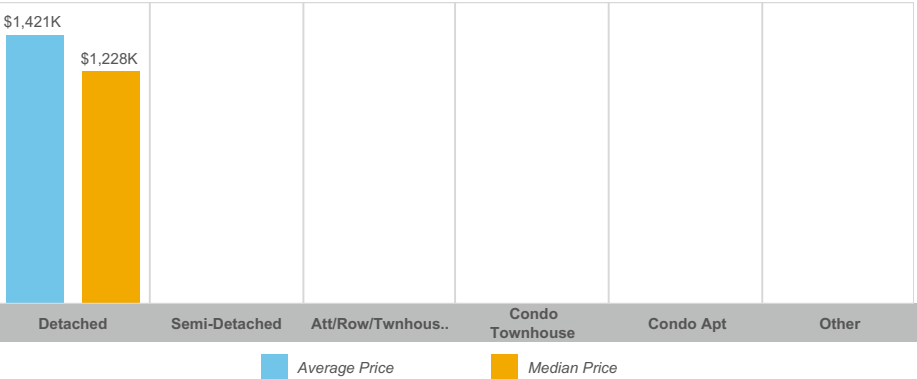 $1,421K
$1,228K
Detached
Semi-Detached
Att/Row/Twnhous..
Condo
Townhouse
Condo Apt
Other
Average Price
Median Price